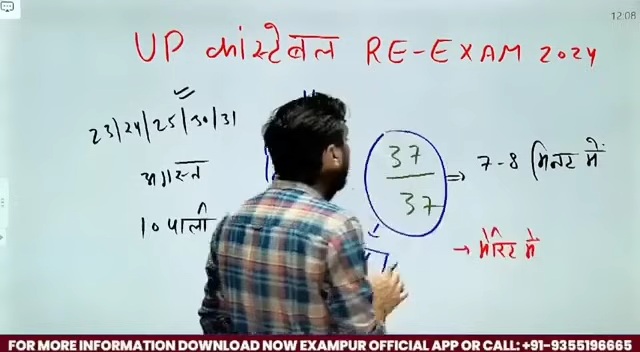 12:08
UP कांस्टेबल RE-EXAM 2024
23/24/25/30/31
अगस्त
10 पाली
37
37
⇒ 7-8 मिनट में
→ मेरिट में
FOR MORE INFORMATION DOWNLOAD NOW EXAMPUR OFFICIAL APP OR CALL: +91-9355196665